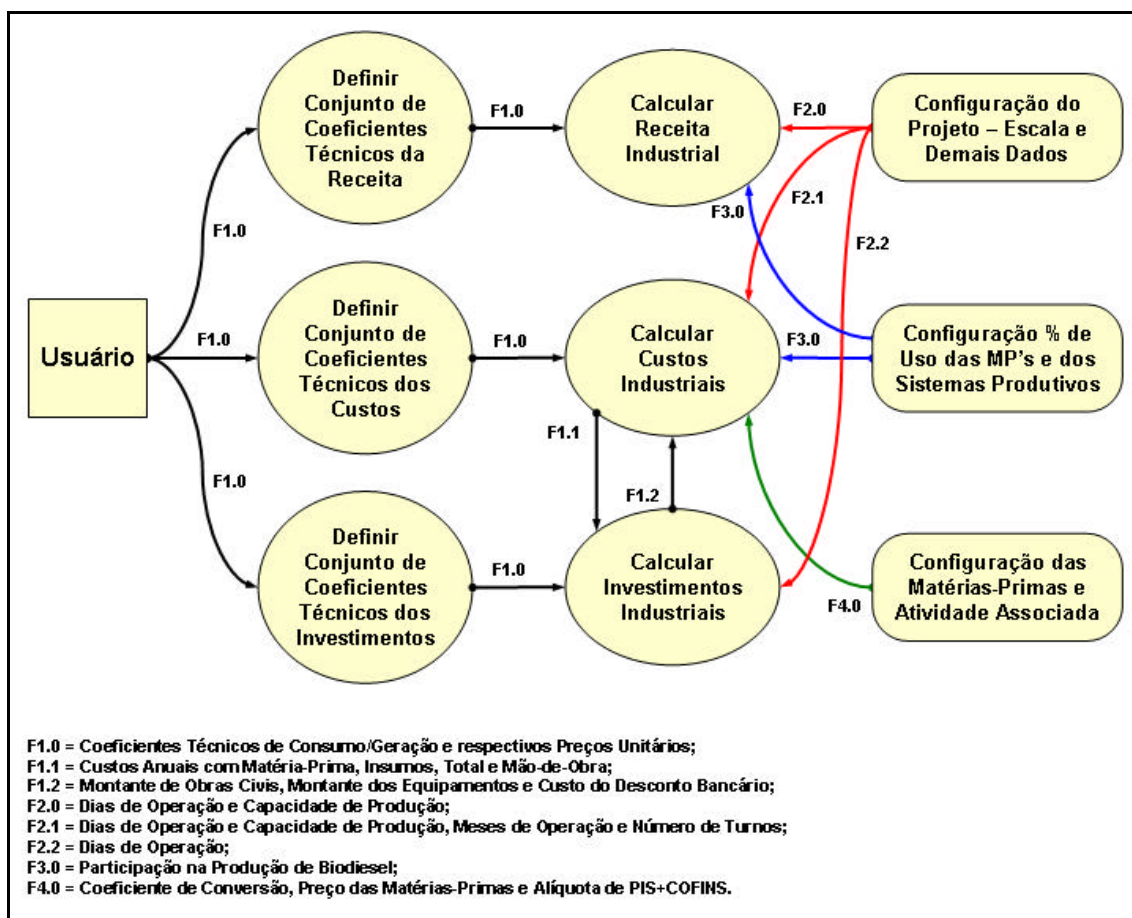 Definir
Conjunto de
Coeficientes
Técnicos da
Receita
F1.0
Calcular
Receita
Industrial
F2.0
Configuração do
Projeto – Escala e
Demais Dados
F2.1
F3.0
F2.2
F1.0
Usuário
F1.0
Definir
Conjunto de
Coeficientes
Técnicos dos
Custos
F1.0
Calcular
Custos
Industriais
F3.0
Configuração % de
Uso das MP's e dos
Sistemas Produtivos
F1.1
F1.2
F1.0
Definir
Conjunto de
Coeficientes
Técnicos dos
Investimentos
F1.0
Calcular
Investimentos
Industriais
F4.0
Configuração das
Matérias-Primas e
Atividade Associada
F1.0 = Coeficientes Técnicos de Consumo/Geração e respectivos Preços Unitários;
F1.1 = Custos Anuais com Matéria-Prima, Insumos, Total e Mão-de-Obra;
F1.2 = Montante de Obras Civis, Montante dos Equipamentos e Custo do Desconto Bancário;
F2.0 = Dias de Operação e Capacidade de Produção;
F2.1 = Dias de Operação e Capacidade de Produção, Meses de Operação e Número de Turnos;
F2.2 = Dias de Operação;
F3.0 = Participação na Produção de Biodiesel;
F4.0 = Coeficiente de Conversão, Preço das Matérias-Primas e Alíquota de PIS+COFINS.